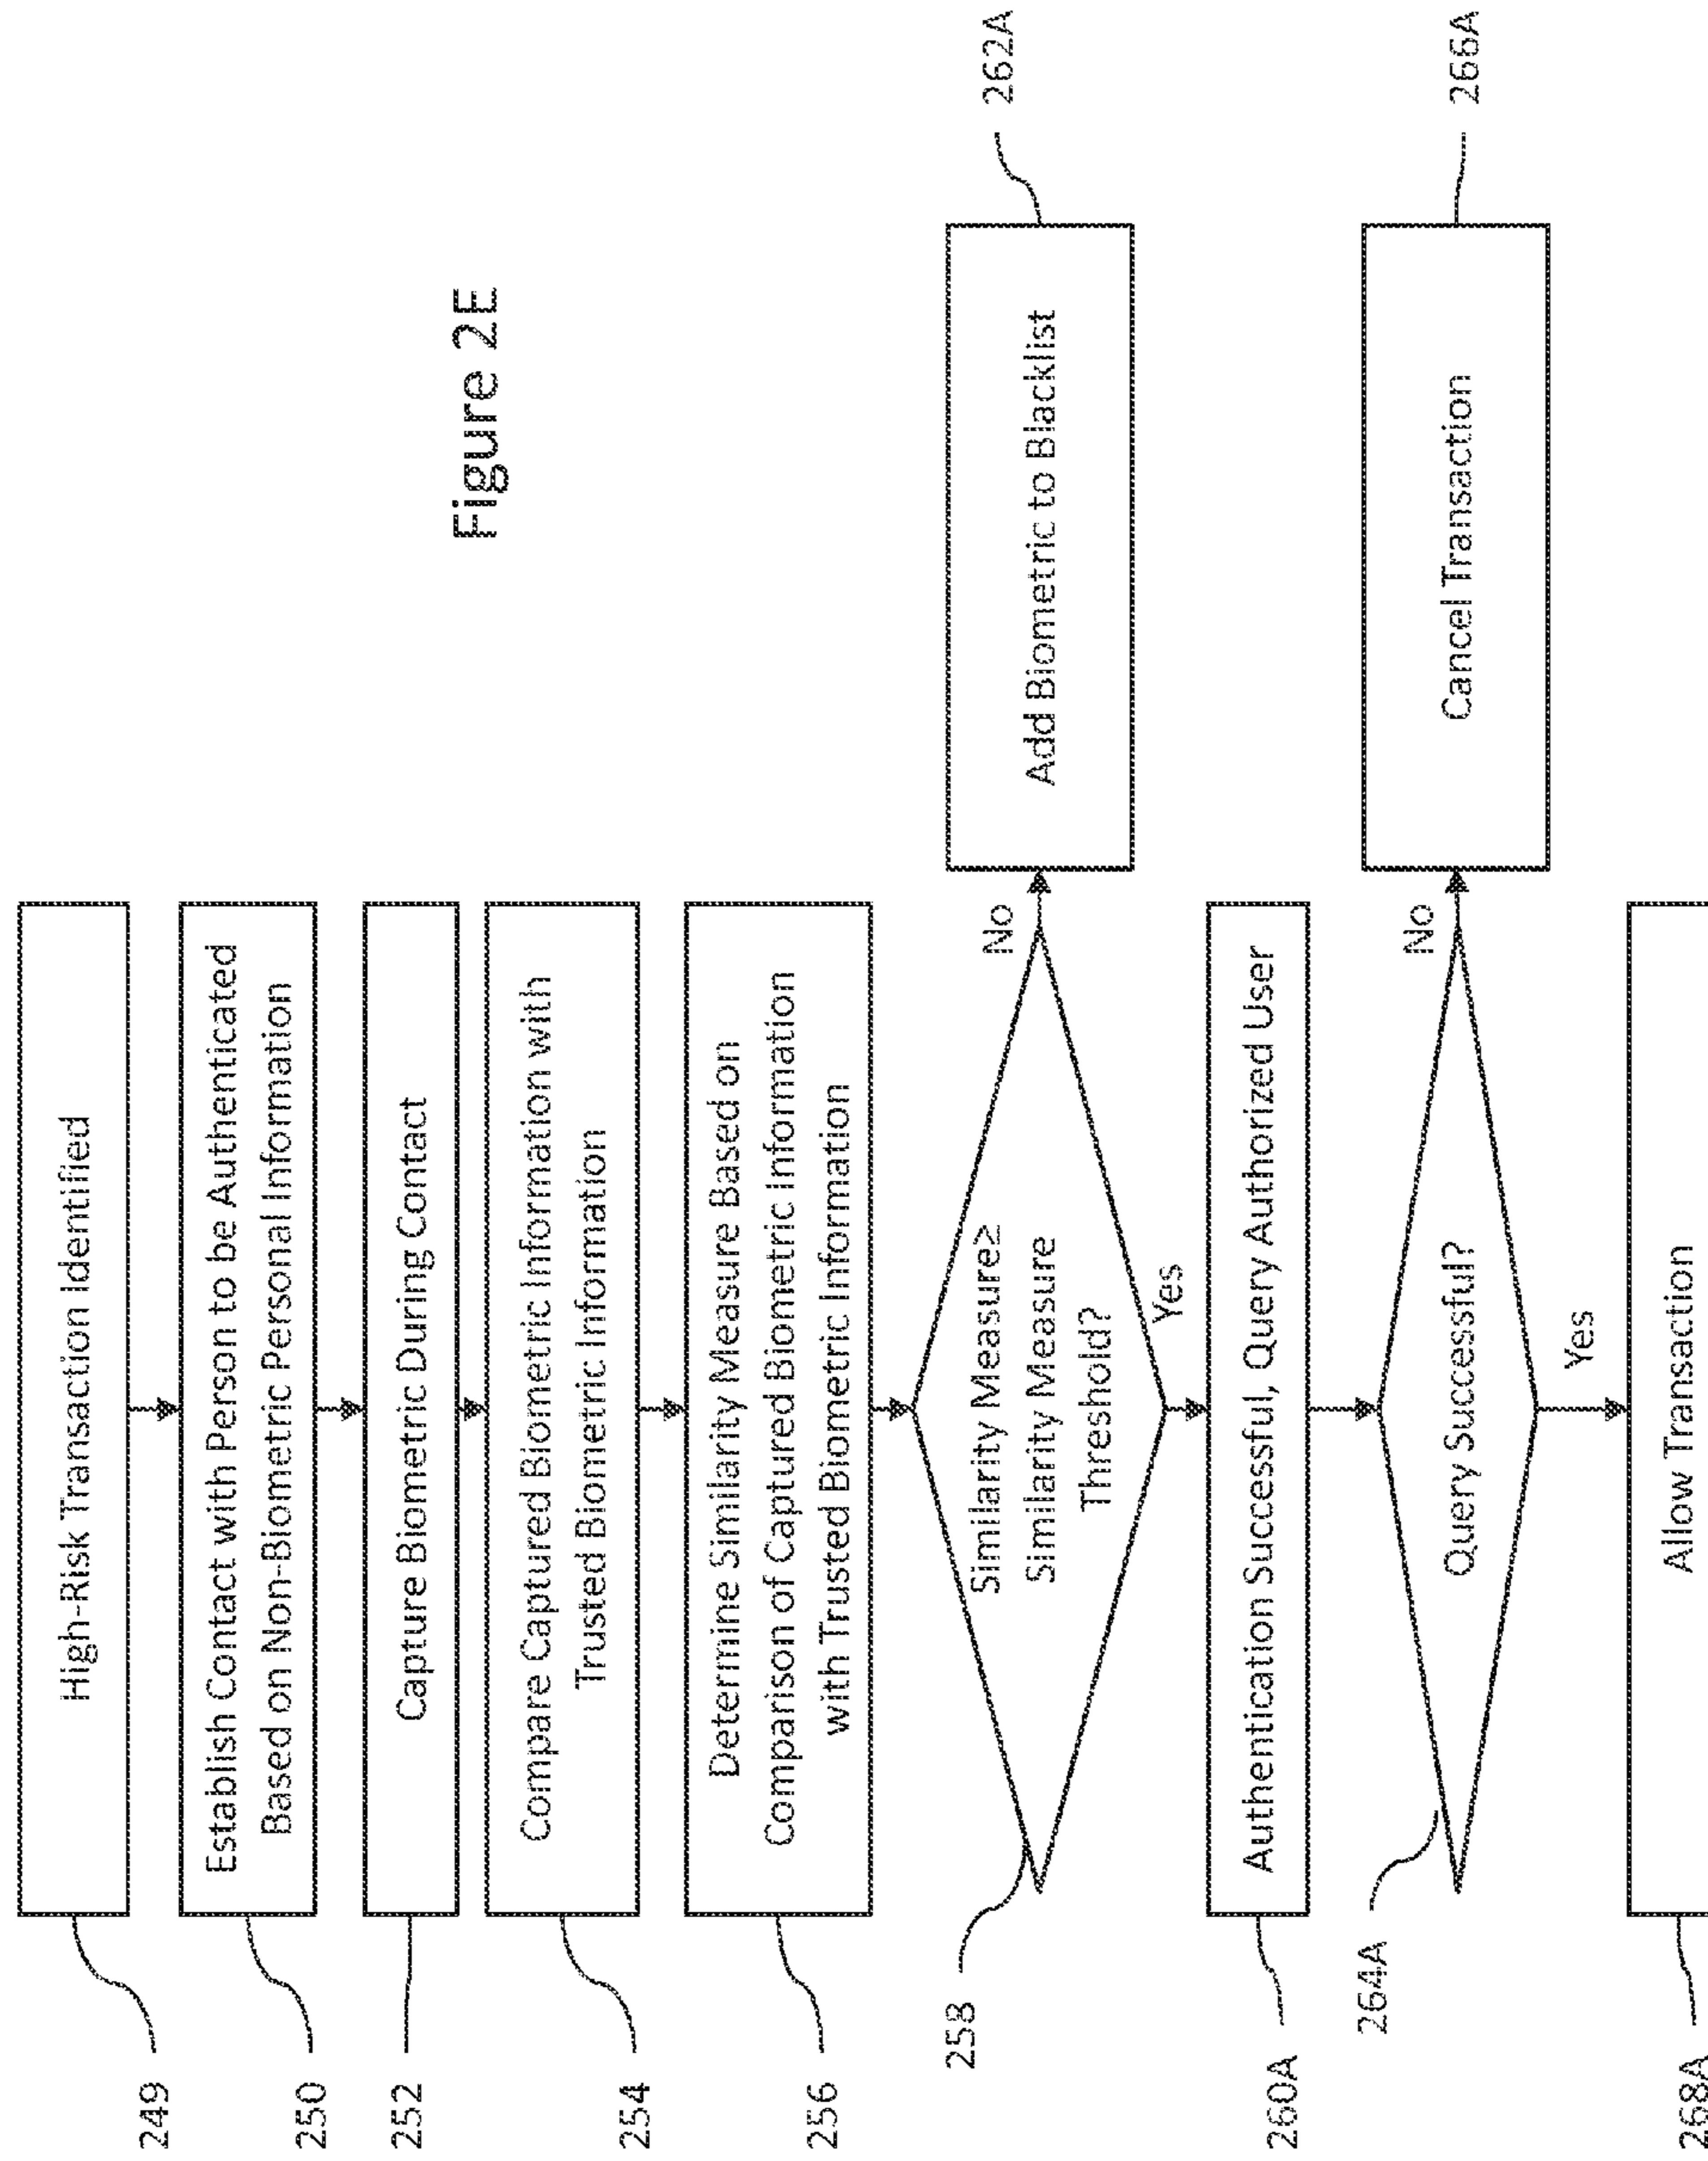 Figure 2E
249
High-Risk Transaction Identified
250
Establish Contact with Person to be Authenticated
Based on Non-Biometric Personal Information
252
Capture Biometric During Contact
254
Compare Captured Biometric Information with
Trusted Biometric Information
256
Determine Similarity Measure Based on
Comparison of Captured Biometric Information
with Trusted Biometric Information
258
Similarity Measure≥
Similarity Measure
Threshold?
No
Add Biometric to Blacklist
262A
Yes
260A
Authentication Successful, Query Authorized User
264A
Query Successful?
No
Cancel Transaction
266A
Yes
268A
Allow Transaction